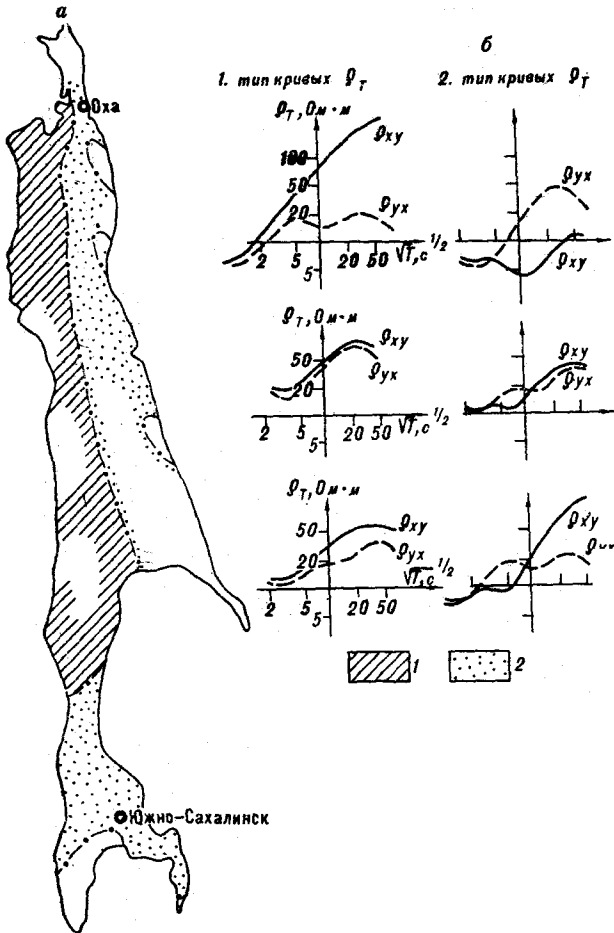 а
б
Оха
1. тип кривых ϱT
2. тип кривых ϱT
ϱT, Ом·м
ϱxy
100
50
20
ϱyx
2
5
20
50
√T, c 1/2
5
ϱyx
ϱxy
ϱT, Ом·м
50
20
ϱxy
ϱyx
2
5
20
50
√T, c 1/2
5
ϱxy
ϱyx
ϱT, Ом·м
50
20
ϱxy
ϱyx
2
5
20
50
√T, c 1/2
5
ϱxy
1
2
Южно-Сахалинск